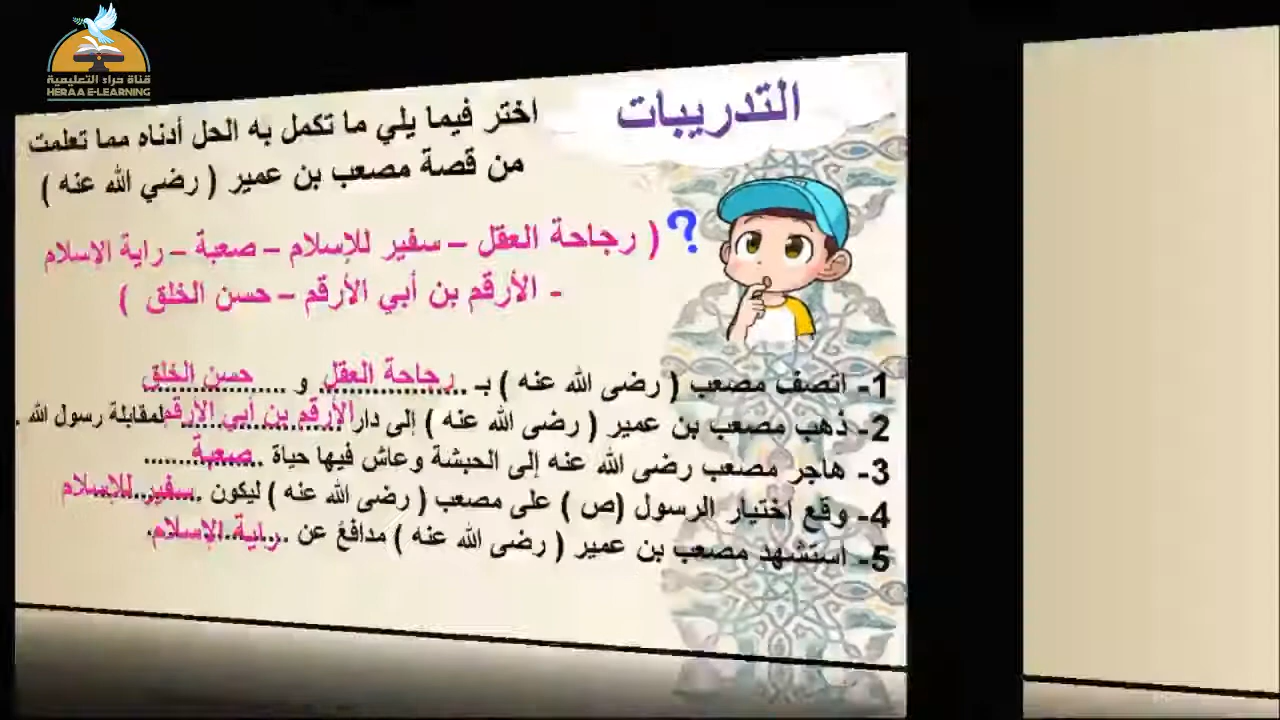 قناة حراء التعليمية
HERAA E-LEARNING
التدريبات
اختر فيما يلي ما تكمل به الحل أدناه مما تعلمت
من قصة مصعب بن عمير ( رضي الله عنه )
؟
( رجاحة العقل – سفير للإسلام – صعبة – راية الإسلام
- الأرقم بن أبي الأرقم – حسن الخلق )
1- اتصف مصعب ( رضى الله عنه ) بـ رجاحة العقل و حسن الخلق
2- ذهب مصعب بن عمير ( رضى الله عنه ) إلى دار الأرقم بن أبي الأرقم لمقابلة رسول الله .
3- هاجر مصعب رضى الله عنه إلى الحبشة وعاش فيها حياة صعبة
4- وقع اختيار الرسول (ص ) على مصعب ( رضى الله عنه ) ليكون سفير للإسلام
5- استشهد مصعب بن عمير ( رضى الله عنه ) مدافعُ عن راية الإسلام.